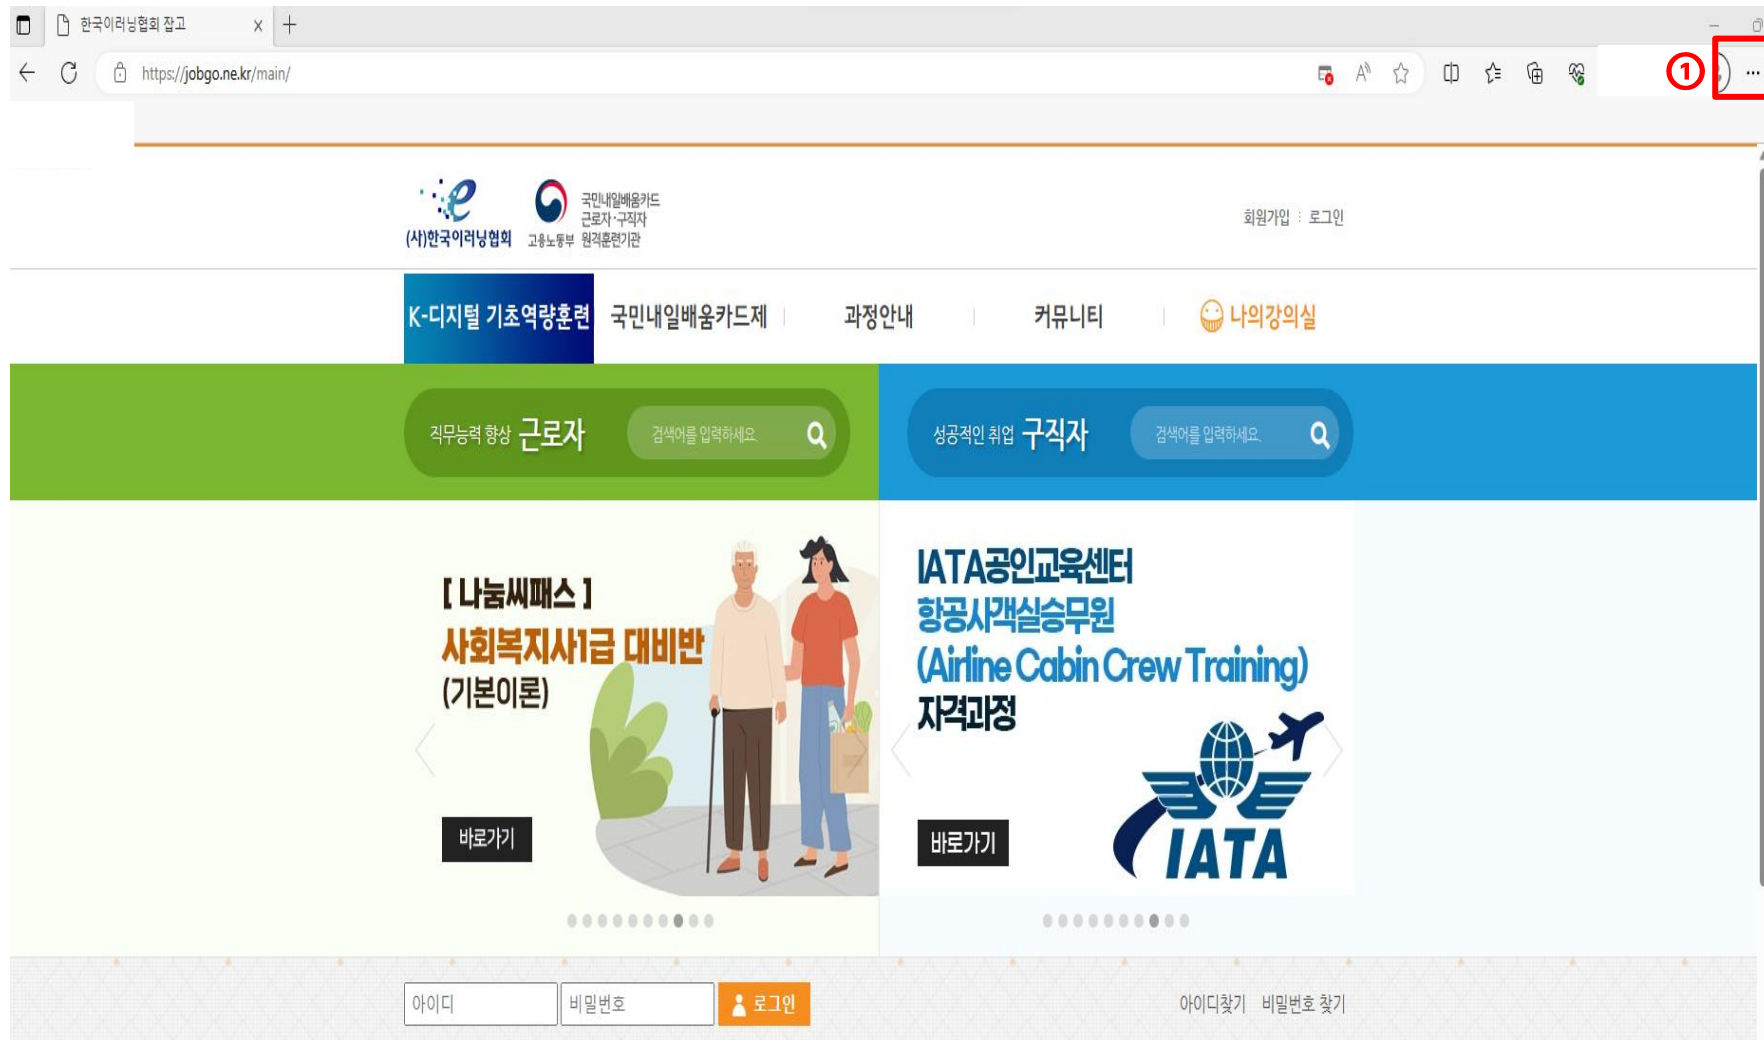 한국이러닝협회 잡고
https://jobgo.ne.kr/main/
①
(사)한국이러닝협회
고용노동부
국민내일배움카드
근로자·구직자
원격훈련기관
회원가입
로그인
K-디지털 기초역량훈련
국민내일배움카드제
과정안내
커뮤니티
나의강의실
직무능력 향상 근로자
검색어를 입력하세요.
성공적인 취업 구직자
검색어를 입력하세요.
[ 나눔씨패스 ]
사회복지사1급 대비반
(기본이론)
바로가기
IATA공인교육센터
항공사객실승무원
(Airline Cabin Crew Training)
자격과정
바로가기
IATA
아이디
비밀번호
로그인
아이디찾기
비밀번호 찾기